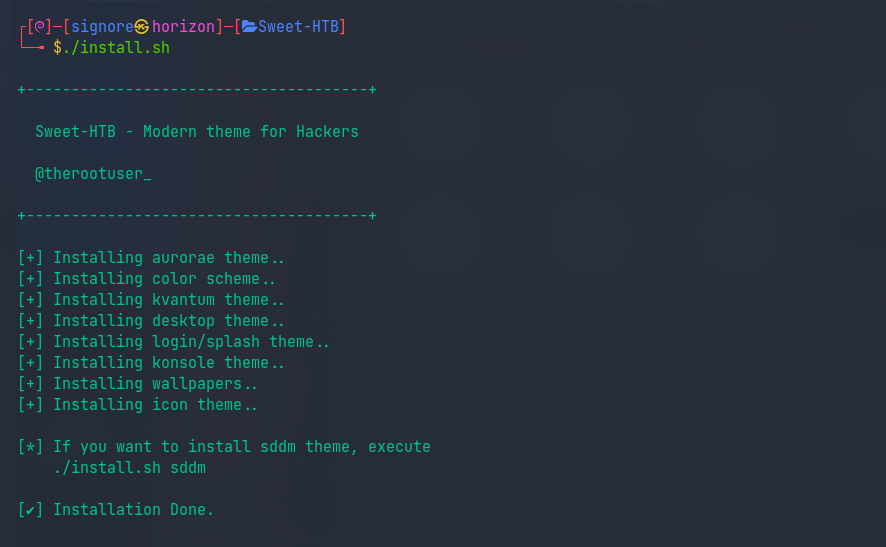 ┌[]─[signore㉿horizon]─[Sweet-HTB]
└─╼ $./install.sh
+--------------------------------------+
Sweet-HTB - Modern theme for Hackers
@therootuser_
+--------------------------------------+
[+] Installing aurorae theme..
[+] Installing color scheme..
[+] Installing kvantum theme..
[+] Installing desktop theme..
[+] Installing login/splash theme..
[+] Installing konsole theme..
[+] Installing wallpapers..
[+] Installing icon theme..
[*] If you want to install sddm theme, execute
./install.sh sddm
[✔] Installation Done.